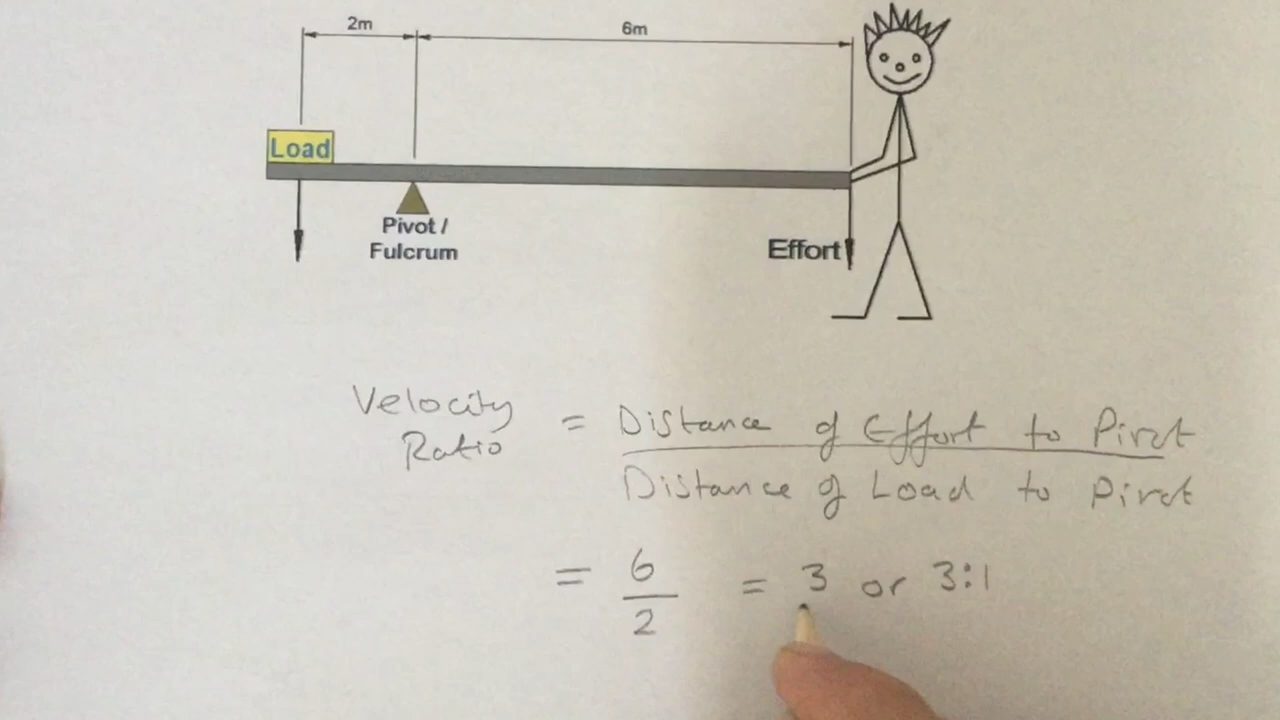 2m 6m
Load
Pivot /
Fulcrum
Effort
Velocity
Ratio
= Distance of Effort to Pivot
Distance of Load to Pivot
= 6
2
= 3 or 3:1